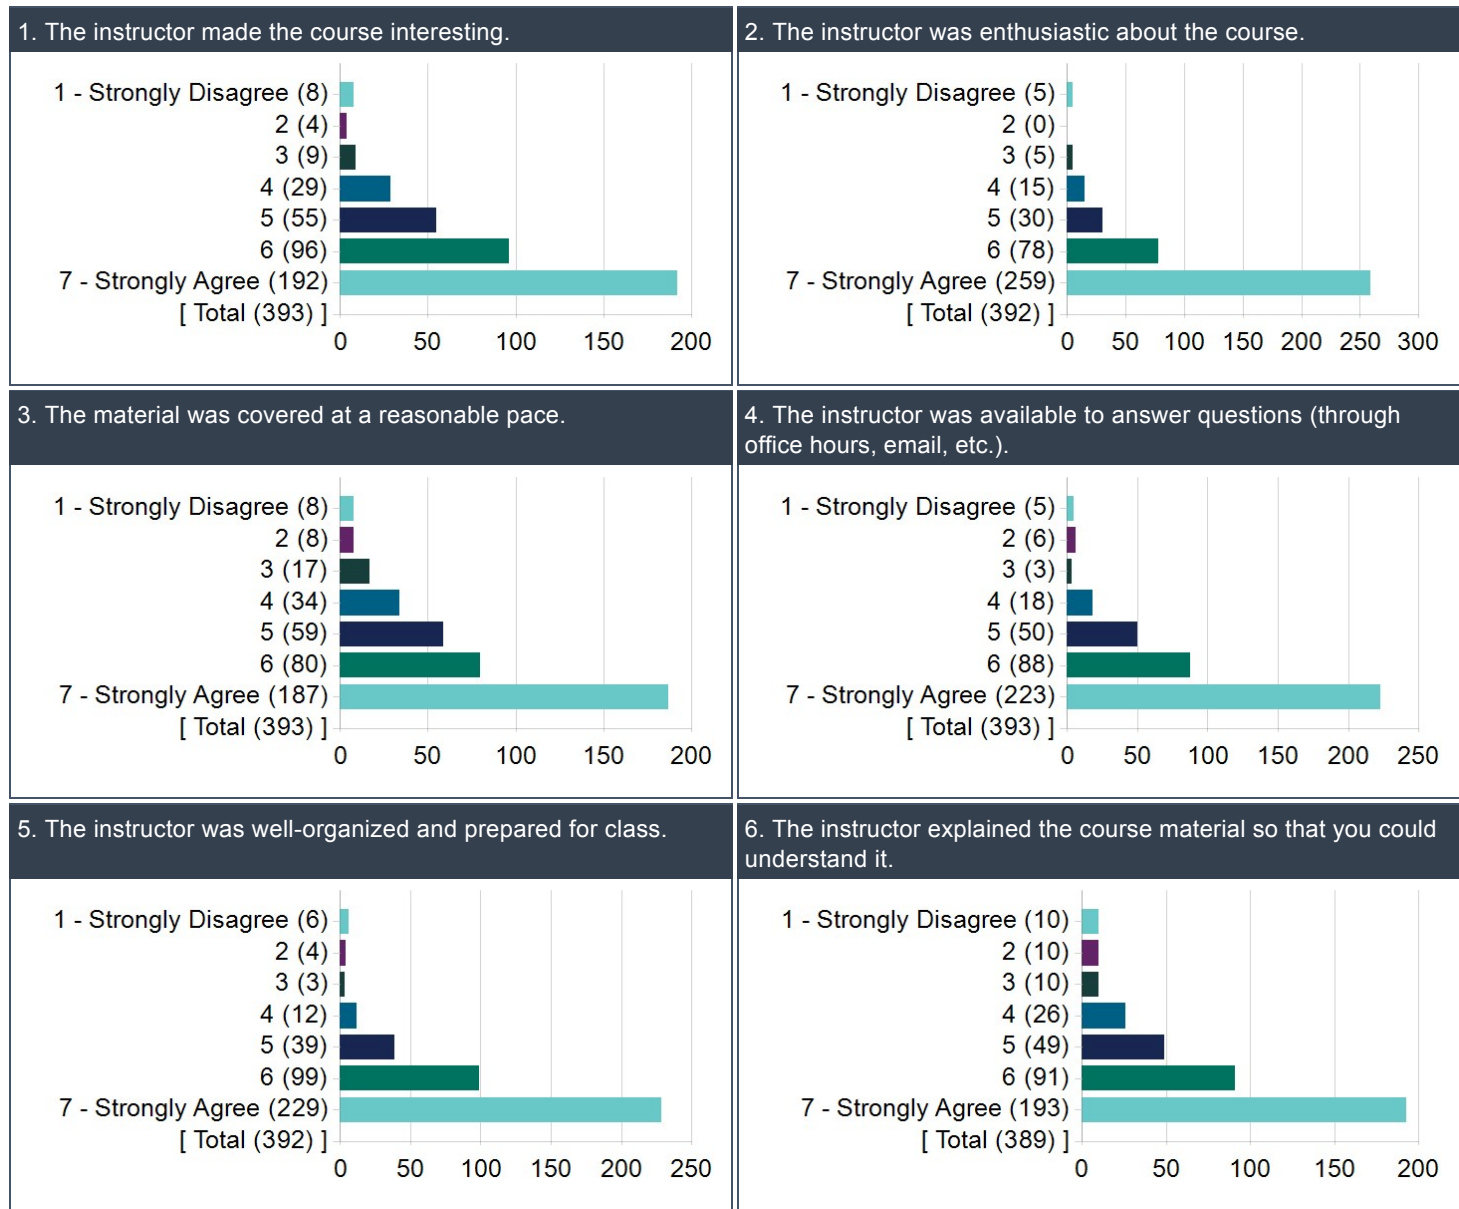 1. The instructor made the course interesting.
1 - Strongly Disagree (8)
2 (4)
3 (9)
4 (29)
5 (55)
6 (96)
7 - Strongly Agree (192)
[ Total (393) ]
0 50 100 150 200
2. The instructor was enthusiastic about the course.
1 - Strongly Disagree (5)
2 (0)
3 (5)
4 (15)
5 (30)
6 (78)
7 - Strongly Agree (259)
[ Total (392) ]
0 50 100 150 200 250 300
3. The material was covered at a reasonable pace.
1 - Strongly Disagree (8)
2 (8)
3 (17)
4 (34)
5 (59)
6 (80)
7 - Strongly Agree (187)
[ Total (393) ]
0 50 100 150 200
4. The instructor was available to answer questions (through
office hours, email, etc.).
1 - Strongly Disagree (5)
2 (6)
3 (3)
4 (18)
5 (50)
6 (88)
7 - Strongly Agree (223)
[ Total (393) ]
0 50 100 150 200 250
5. The instructor was well-organized and prepared for class.
1 - Strongly Disagree (6)
2 (4)
3 (3)
4 (12)
5 (39)
6 (99)
7 - Strongly Agree (229)
[ Total (392) ]
0 50 100 150 200 250
6. The instructor explained the course material so that you could
understand it.
1 - Strongly Disagree (10)
2 (10)
3 (10)
4 (26)
5 (49)
6 (91)
7 - Strongly Agree (193)
[ Total (389) ]
0 50 100 150 200